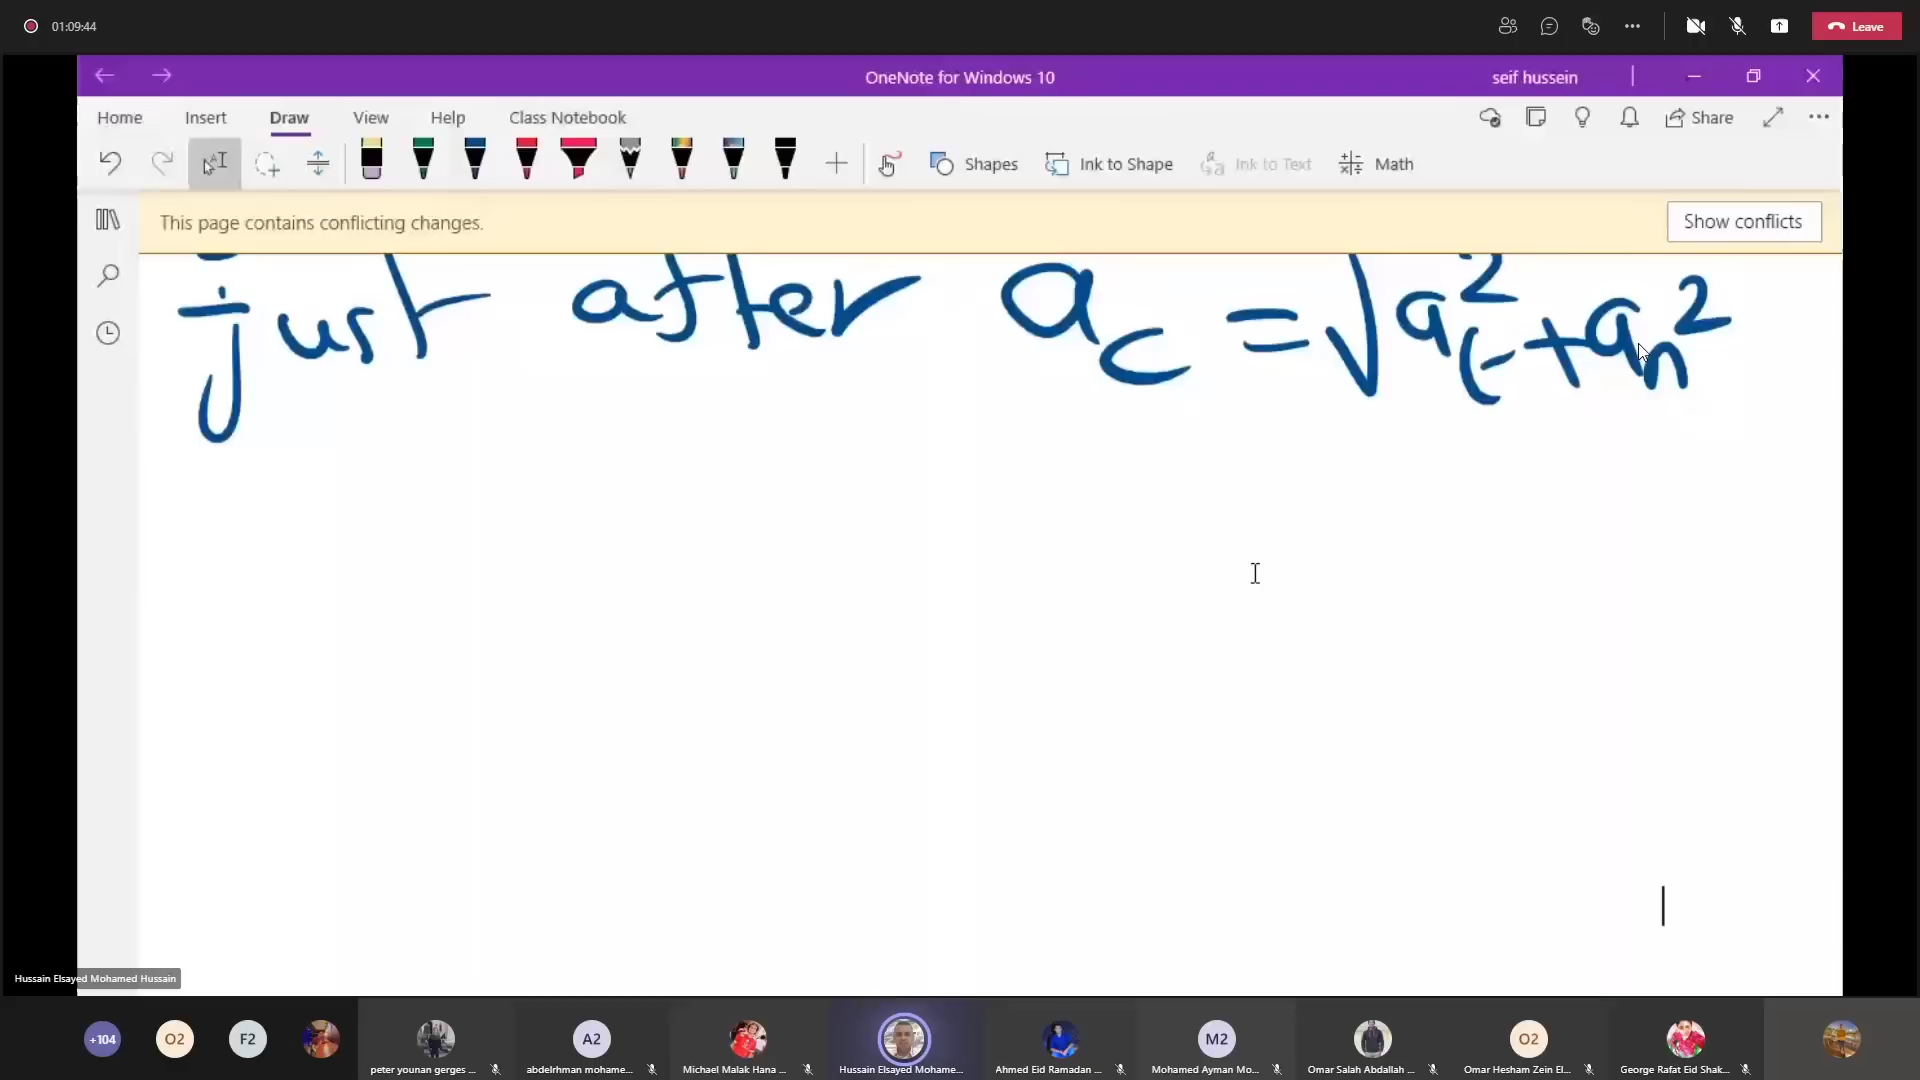 01:09:44
Leave
OneNote for Windows 10
seif hussein
Home Insert Draw View Help Class Notebook
Share
Shapes Ink to Shape Ink to Text Math
This page contains conflicting changes.
Show conflicts
just after a_c = √a_t² + a_n²
Hussain Elsayed Mohamed Hussain
+104 O2 F2 A2 M2 O2
peter younan gerges ... abdelrhman mohame... Michael Malak Hana ... Hussain Elsayed Mohame... Ahmed Eid Ramadan ... Mohamed Ayman Mo... Omar Salah Abdallah ... Omar Hesham Zein El... George Rafat Eid Shak...